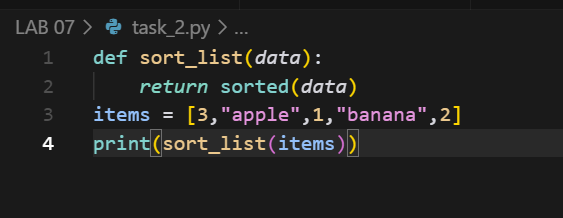 LAB 07 > task_2.py > ...
1 def sort_list(data):
2     return sorted(data)
3 items = [3,"apple",1,"banana",2]
4 print(sort_list(items))